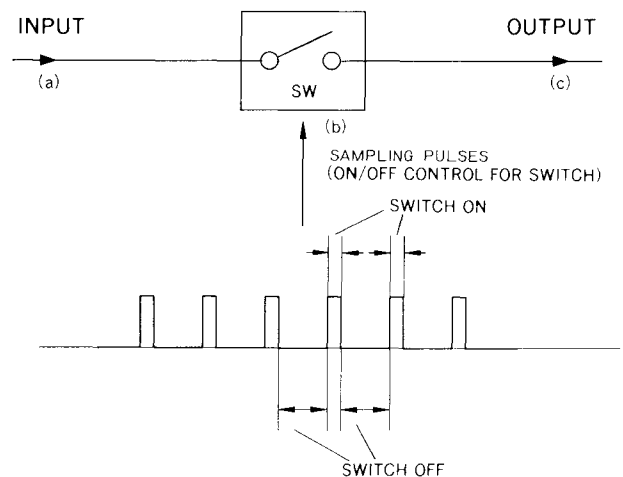 INPUT
OUTPUT
(a)
(c)
SW
(b)
SAMPLING PULSES
(ON/OFF CONTROL FOR SWITCH)
SWITCH ON
SWITCH OFF